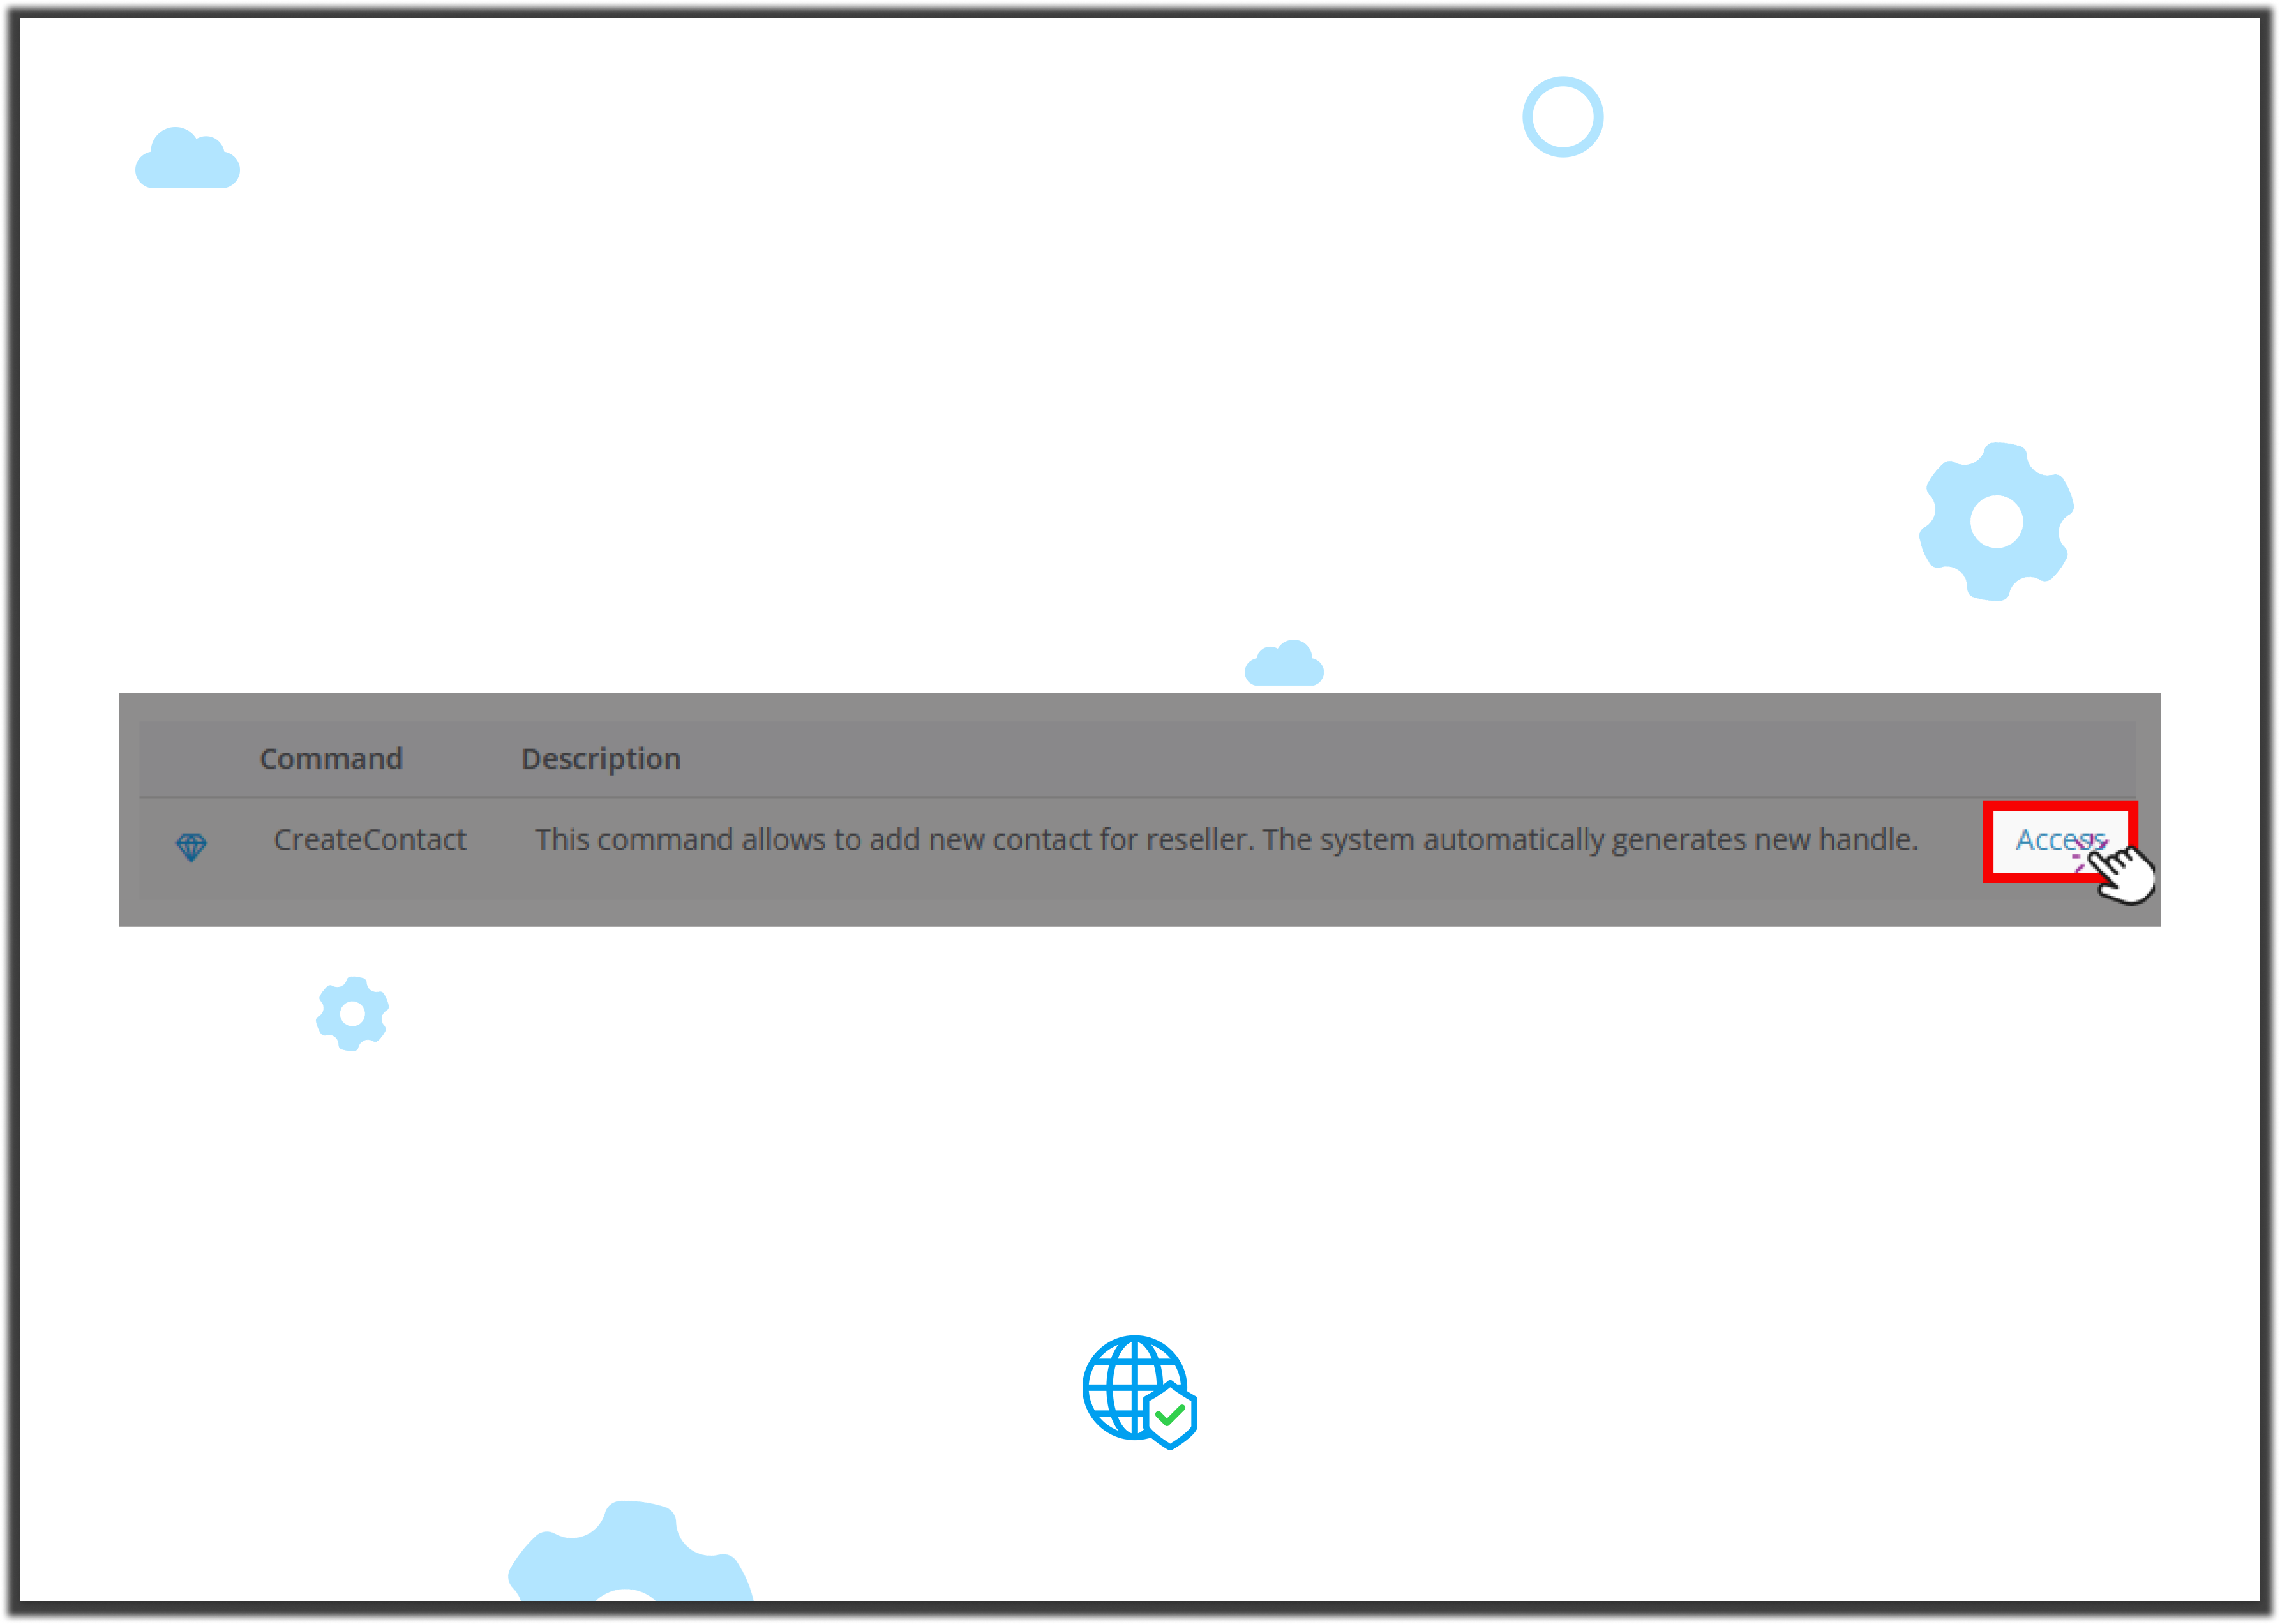 Command Description
CreateContact This command allows to add new contact for reseller. The system automatically generates new handle. Access